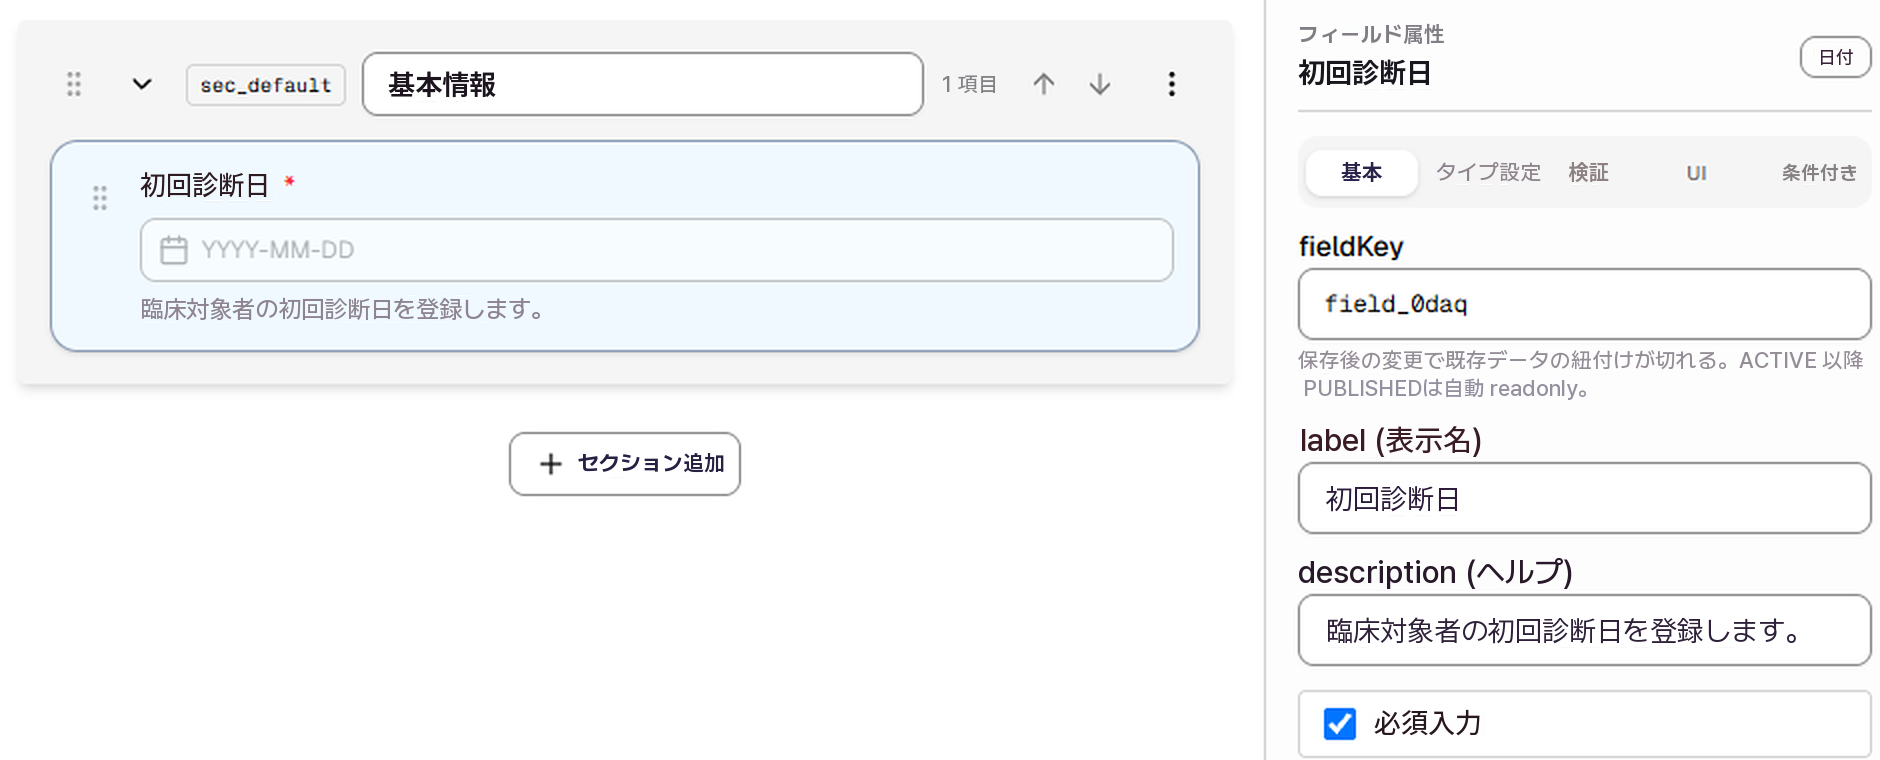 sec_default 基本情報 1 項目
初回診断日 *
YYYY-MM-DD
臨床対象者の初回診断日を登録します。
+ セクション追加
フィールド属性
初回診断日
日付
基本 タイプ設定 検証 UI 条件付き
fieldKey
field_0daq
保存後の変更で既存データの紐付けが切れる。ACTIVE 以降
PUBLISHEDは自動 readonly。
label (表示名)
初回診断日
description (ヘルプ)
臨床対象者の初回診断日を登録します。
必須入力